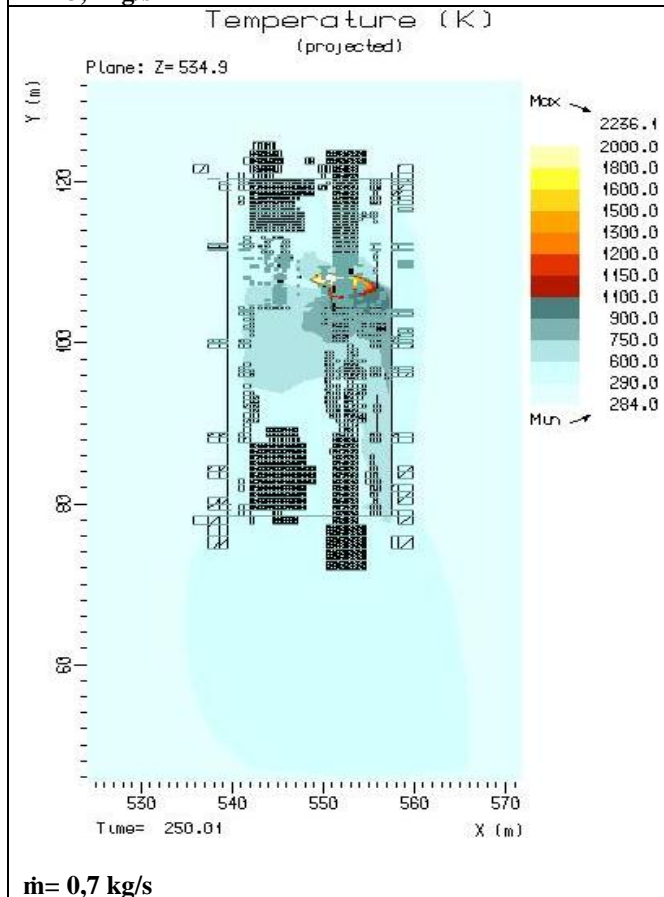 Temperature (K)
(projected)
Plane: Z= 534.9
Y (m)
120
100
80
60
530 540 550 560 570
Time= 250.01 X (m)
Max
2236.1
2000.0
1800.0
1600.0
1500.0
1300.0
1200.0
1150.0
1100.0
900.0
750.0
600.0
290.0
284.0
Min
ṁ= 0,7 kg/s